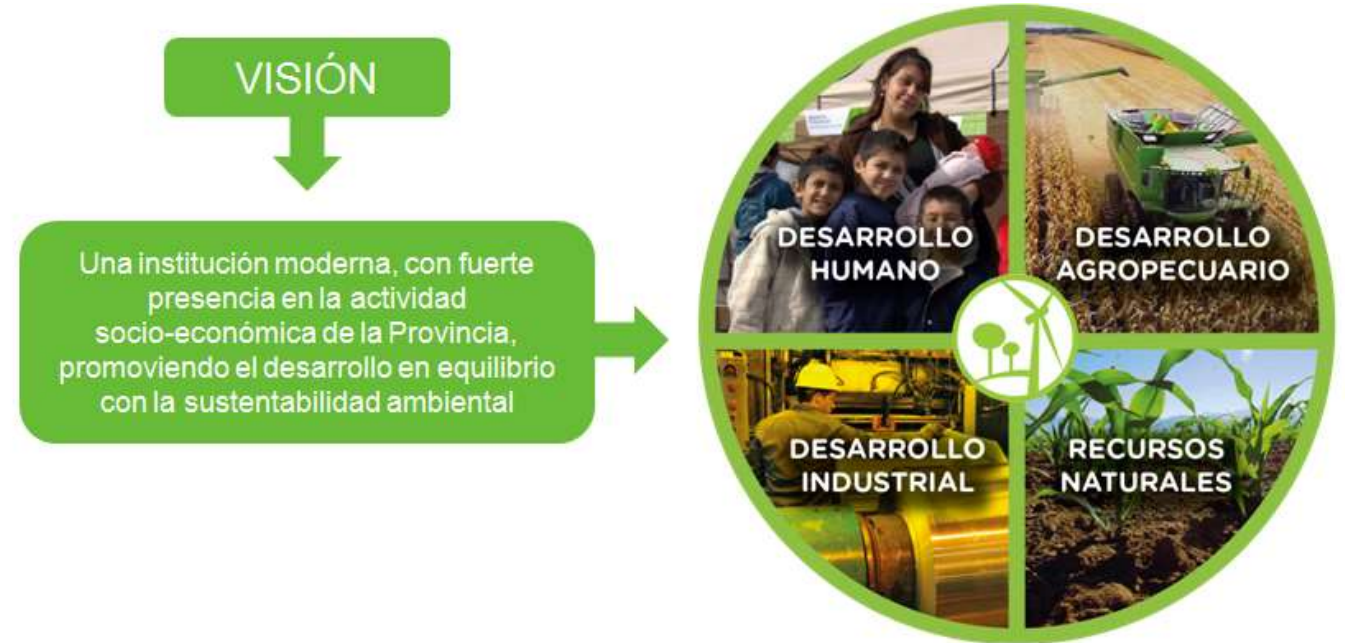 VISIÓN
Una institución moderna, con fuerte
presencia en la actividad
socio-económica de la Provincia,
promoviendo el desarrollo en equilibrio
con la sustentabilidad ambiental
DESARROLLO
HUMANO
DESARROLLO
AGROPECUARIO
DESARROLLO
INDUSTRIAL
RECURSOS
NATURALES